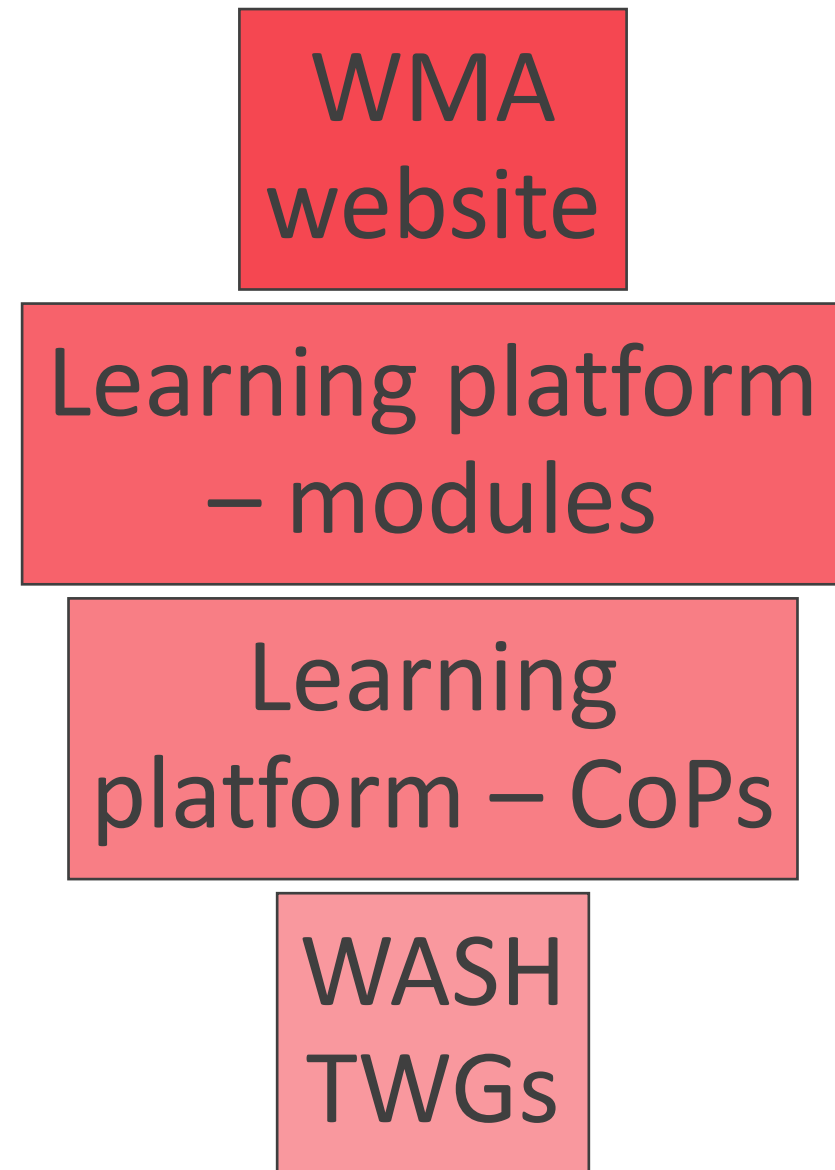 WMA
website
Learning platform
– modules
Learning
platform – CoPs
WASH
TWGs